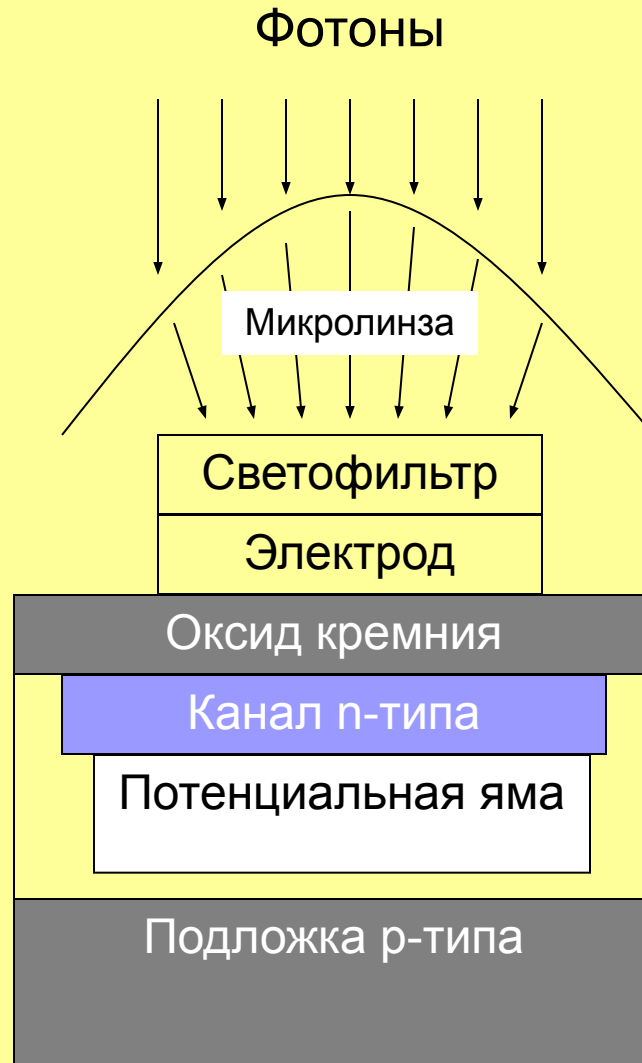 Фотоны
Микролинза
Светофильтр
Электрод
Оксид кремния
Канал n-типа
Потенциальная яма
Подложка p-типа